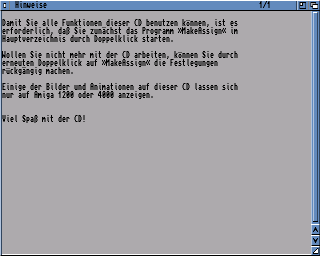 Hinweise 1/1
Damit Sie alle Funktionen dieser CD benutzen können, ist es
erforderlich, daß Sie zunächst das Programm »MakeAssign« im
Hauptverzeichnis durch Doppelklick starten.
Wollen Sie nicht mehr mit der CD arbeiten, können Sie durch
erneuten Doppelklick auf »MakeAssign« die Festlegungen
rückgängig machen.
Einige der Bilder und Animationen auf dieser CD lassen sich
nur auf Amiga 1200 oder 4000 anzeigen.
Viel Spaß mit der CD!